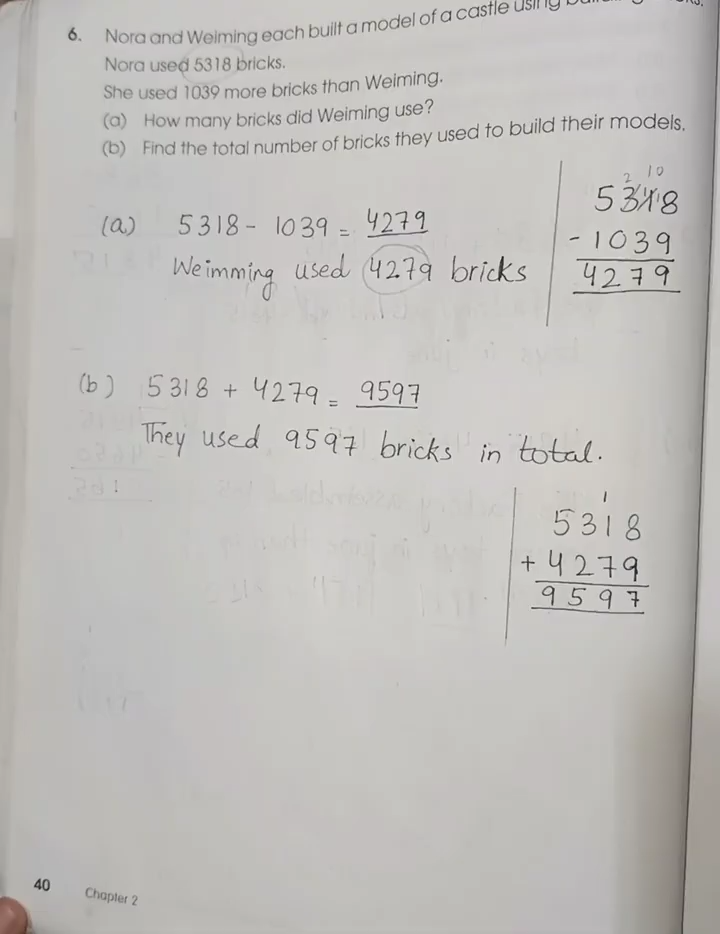 6. Nora and Weiming each built a model of a castle using
Nora used 5318 bricks.
She used 1039 more bricks than Weiming.
(a) How many bricks did Weiming use?
(b) Find the total number of bricks they used to build their models.
(a) 5318 - 1039 = 4279
Weimming used 4279 bricks
2 10
5318
- 1039
4279
(b) 5318 + 4279 = 9597
They used 9597 bricks in total.
1
5318
+ 4279
9597
40 Chapter 2